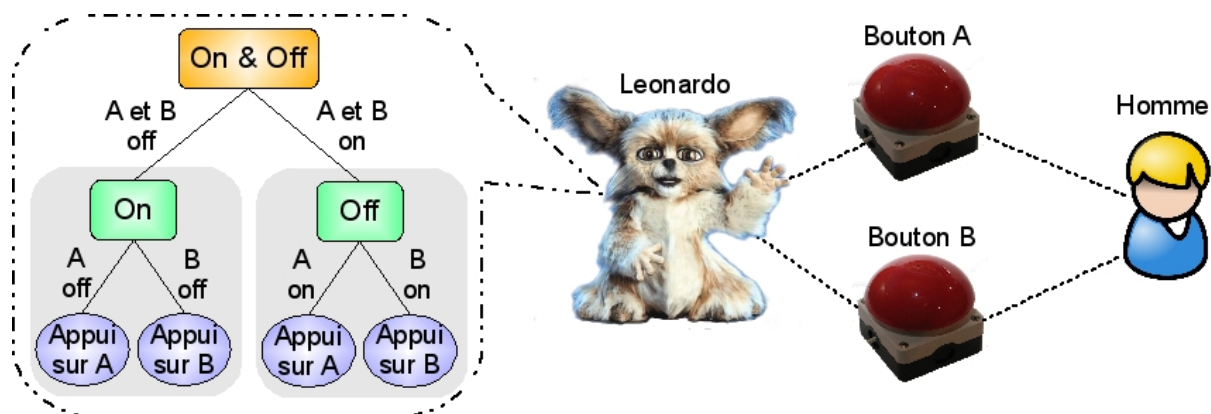 On & Off
A et B
off
A et B
on
On
Off
A
off
B
off
A
on
B
on
Appui
sur A
Appui
sur B
Appui
sur A
Appui
sur B
Leonardo
Bouton A
Bouton B
Homme